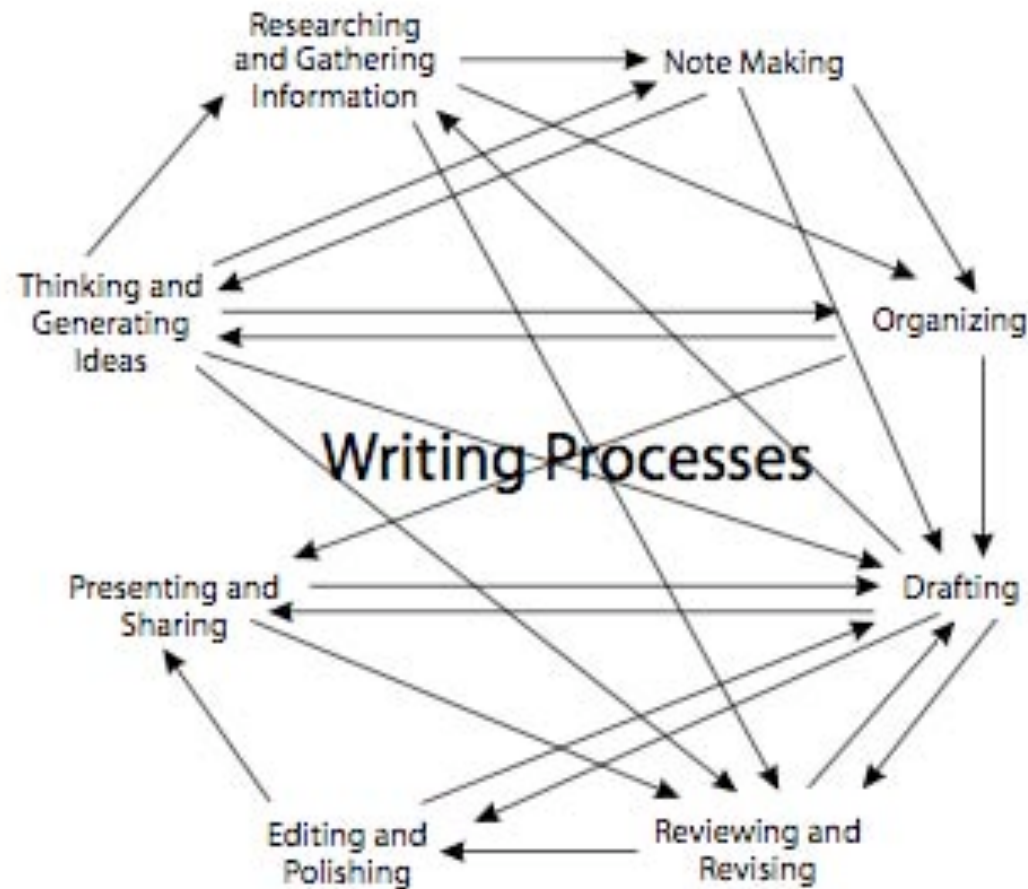 Researching
and Gathering
Information
Note Making
Thinking and
Generating
Ideas
Organizing
Writing Processes
Presenting and
Sharing
Drafting
Editing and
Polishing
Reviewing and
Revising